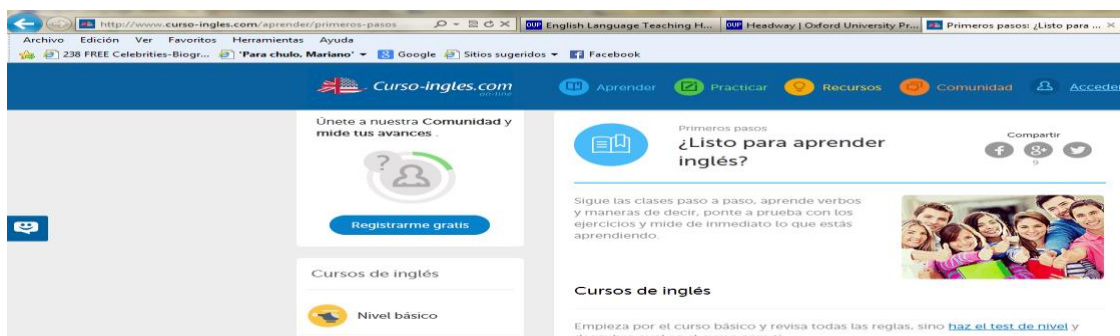 http://www.curso-ingles.com/aprender/primeros-pasos
English Language Teaching H...
Headway | Oxford University Pr...
Primeros pasos: ¿Listo para ...
Archivo Edición Ver Favoritos Herramientas Ayuda
238 FREE Celebrities-Biogr... 'Para chulo, Mariano' Google Sitios sugeridos Facebook
Curso-ingles.com
on-line
Aprender Practicar Recursos Comunidad Acceder
Únete a nuestra Comunidad y
mide tus avances .
Registrarme gratis
Cursos de inglés
Nivel básico
Primeros pasos
¿Listo para aprender
inglés?
Compartir
9
Sigue las clases paso a paso, aprende verbos
y maneras de decir, ponte a prueba con los
ejercicios y mide de inmediato lo que estás
aprendiendo.
Cursos de inglés
Empieza por el curso básico y revisa todas las reglas, sino haz el test de nivel y